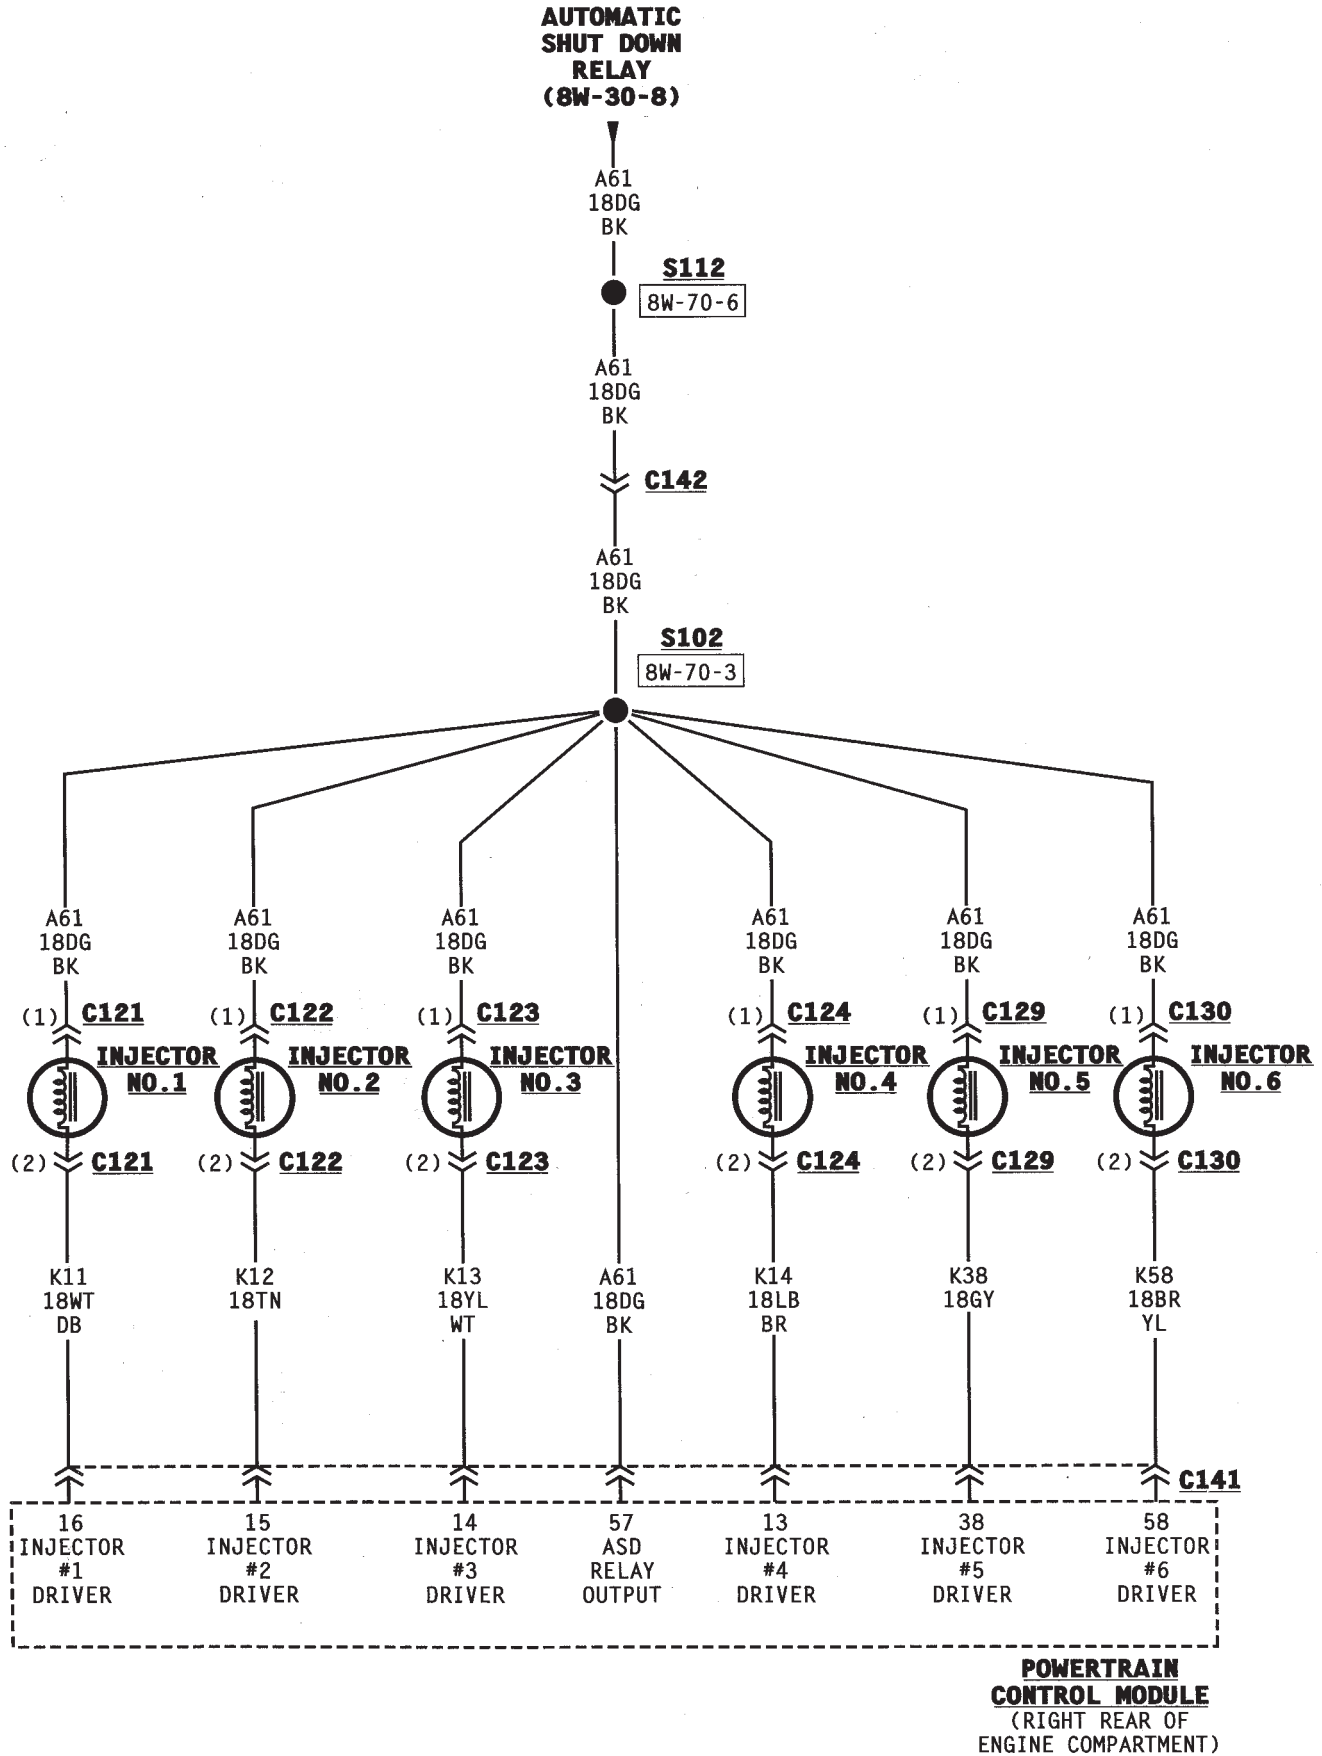 AUTOMATIC
SHUT DOWN
RELAY
(8W-30-8)
A61
18DG
BK
S112
8W-70-6
A61
18DG
BK
C142
A61
18DG
BK
S102
8W-70-3
A61 A61 A61 A61 A61 A61
18DG 18DG 18DG 18DG 18DG 18DG
BK BK BK BK BK BK
(1) C121 (1) C122 (1) C123 (1) C124 (1) C129 (1) C130
INJECTOR INJECTOR INJECTOR INJECTOR INJECTOR INJECTOR
NO.1 NO.2 NO.3 NO.4 NO.5 NO.6
(2) C121 (2) C122 (2) C123 (2) C124 (2) C129 (2) C130
K11 K12 K13 A61 K14 K38 K58
18WT 18TN 18YL 18DG 18LB 18GY 18BR
DB WT BK BR YL
C141
16 15 14 57 13 38 58
INJECTOR INJECTOR INJECTOR ASD INJECTOR INJECTOR INJECTOR
#1 #2 #3 RELAY #4 #5 #6
DRIVER DRIVER DRIVER OUTPUT DRIVER DRIVER DRIVER
POWERTRAIN
CONTROL MODULE
(RIGHT REAR OF
ENGINE COMPARTMENT)